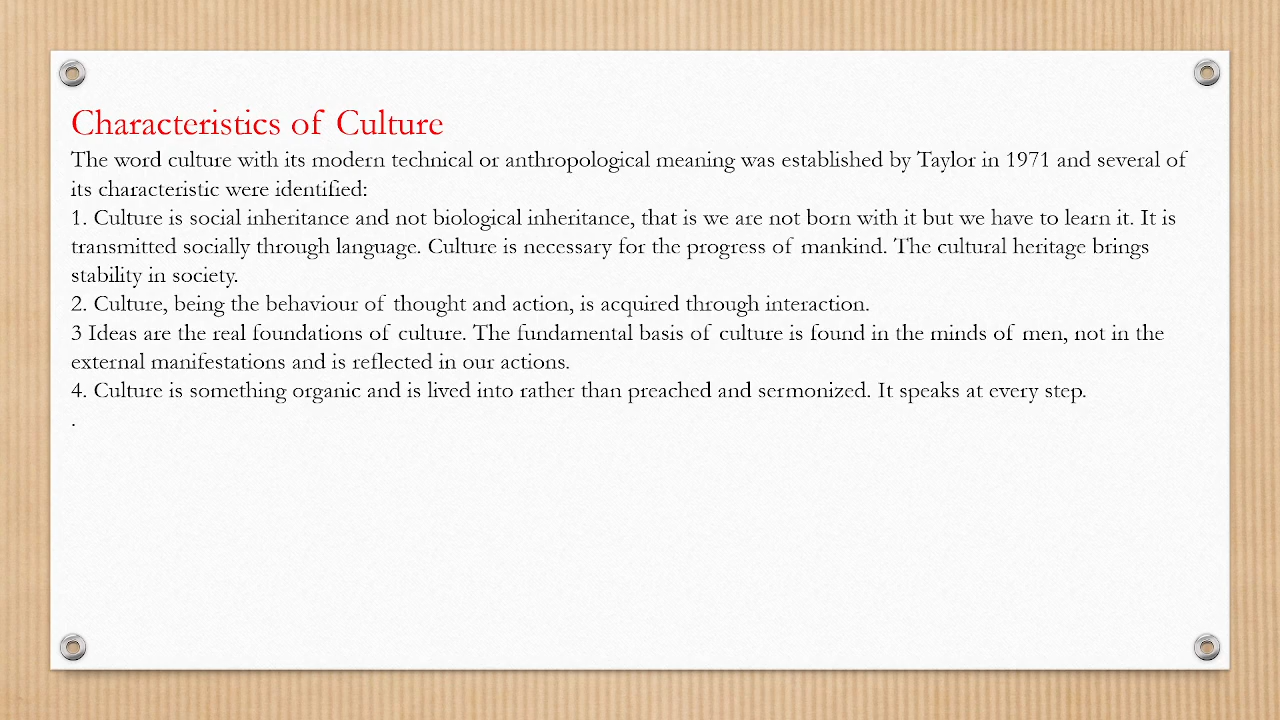 Characteristics of Culture
The word culture with its modern technical or anthropological meaning was established by Taylor in 1971 and several of
its characteristic were identified:
1. Culture is social inheritance and not biological inheritance, that is we are not born with it but we have to learn it. It is
transmitted socially through language. Culture is necessary for the progress of mankind. The cultural heritage brings
stability in society.
2. Culture, being the behaviour of thought and action, is acquired through interaction.
3 Ideas are the real foundations of culture. The fundamental basis of culture is found in the minds of men, not in the
external manifestations and is reflected in our actions.
4. Culture is something organic and is lived into rather than preached and sermonized. It speaks at every step.
.